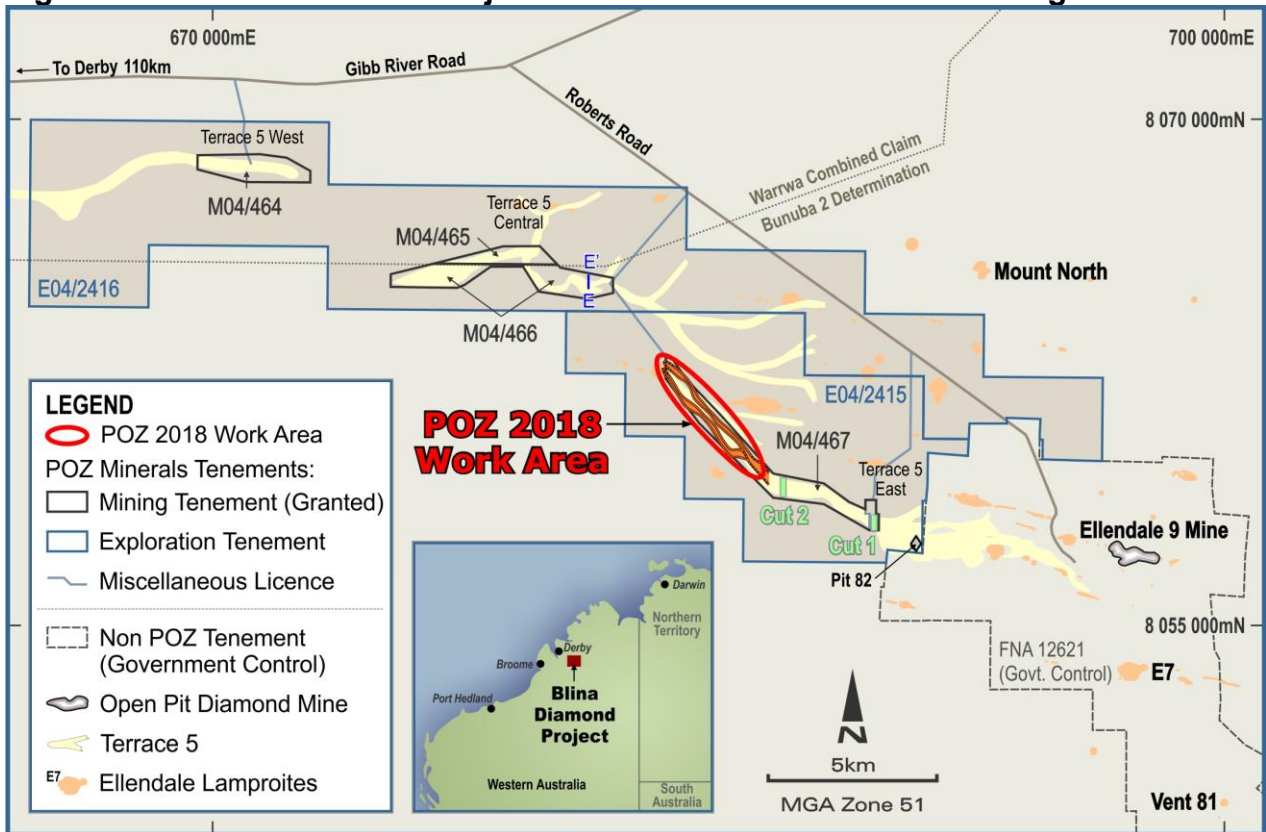 670 000mE
700 000mE
To Derby 110km
Gibb River Road
Roberts Road
8 070 000mN
Terrace 5 West
Warrwa Combined Claim
Bunuba 2 Determination
M04/464
Terrace 5
Central
M04/465
E'
E
E04/2416
Mount North
M04/466
E04/2415
POZ 2018
Work Area
M04/467
Terrace 5
East
Cut 2
Cut 1
Pit 82
Ellendale 9 Mine
8 055 000mN
FNA 12621
(Govt. Control)
E7
Vent 81
N
5km
MGA Zone 51
LEGEND
POZ 2018 Work Area
POZ Minerals Tenements:
Mining Tenement (Granted)
Exploration Tenement
Miscellaneous Licence
Non POZ Tenement
(Government Control)
Open Pit Diamond Mine
Terrace 5
E7
Ellendale Lamproites
Darwin
Northern
Territory
Derby
Broome
Port Hedland
Blina
Diamond
Project
Western Australia
South
Australia